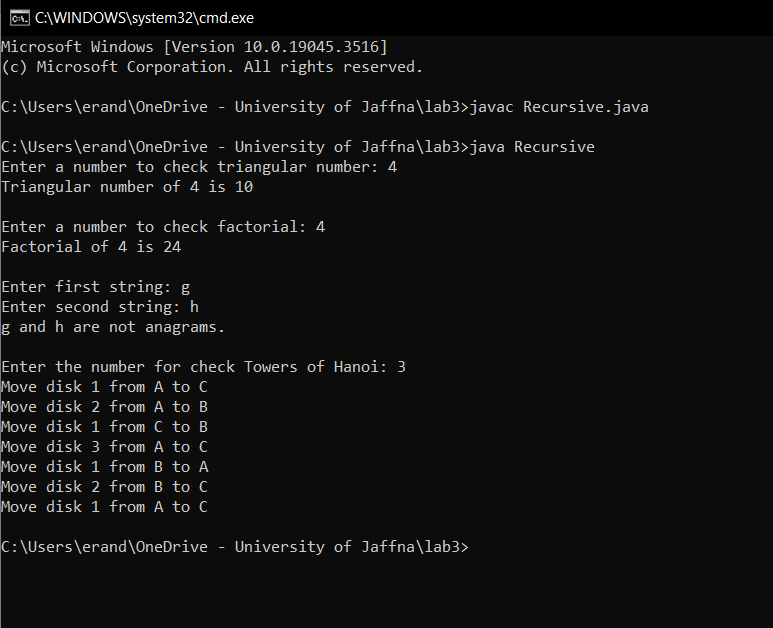 C:\WINDOWS\system32\cmd.exe
Microsoft Windows [Version 10.0.19045.3516]
(c) Microsoft Corporation. All rights reserved.
C:\Users\erand\OneDrive - University of Jaffna\lab3>javac Recursive.java
C:\Users\erand\OneDrive - University of Jaffna\lab3>java Recursive
Enter a number to check triangular number: 4
Triangular number of 4 is 10
Enter a number to check factorial: 4
Factorial of 4 is 24
Enter first string: g
Enter second string: h
g and h are not anagrams.
Enter the number for check Towers of Hanoi: 3
Move disk 1 from A to C
Move disk 2 from A to B
Move disk 1 from C to B
Move disk 3 from A to C
Move disk 1 from B to A
Move disk 2 from B to C
Move disk 1 from A to C
C:\Users\erand\OneDrive - University of Jaffna\lab3>